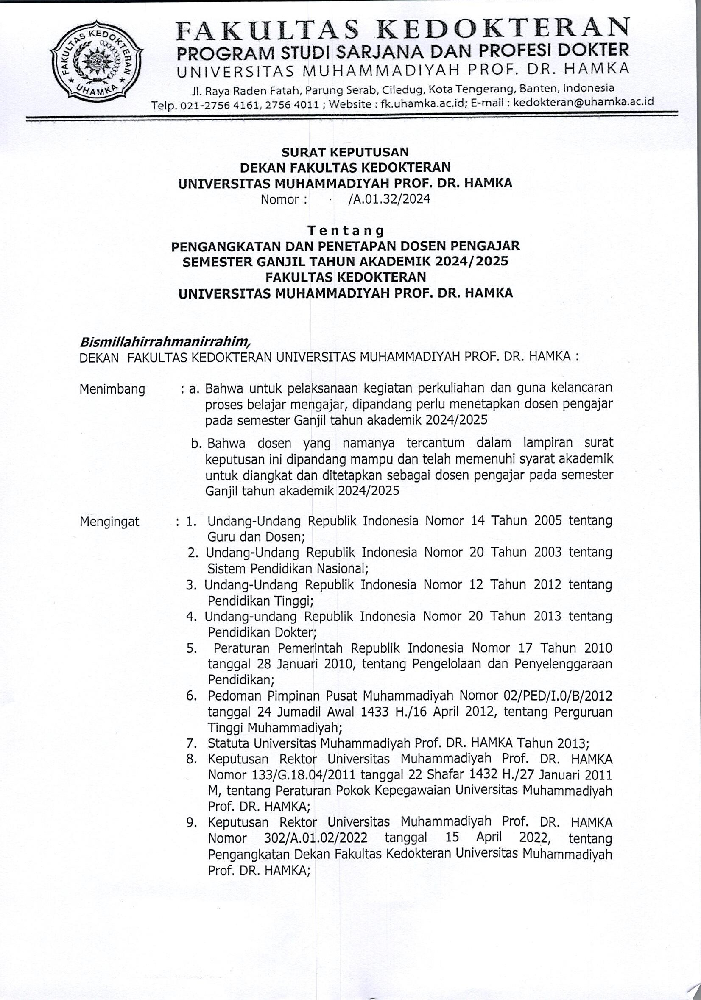 FAKULTAS KEDOKTERAN
UHAMKA
FAKULTAS KEDOKTERAN
PROGRAM STUDI SARJANA DAN PROFESI DOKTER
UNIVERSITAS MUHAMMADIYAH PROF. DR. HAMKA
Jl. Raya Raden Fatah, Parung Serab, Ciledug, Kota Tengerang, Banten, Indonesia
Telp. 021-2756 4161, 2756 4011 ; Website : fk.uhamka.ac.id; E-mail : kedokteran@uhamka.ac.id
SURAT KEPUTUSAN
DEKAN FAKULTAS KEDOKTERAN
UNIVERSITAS MUHAMMADIYAH PROF. DR. HAMKA
Nomor : /A.01.32/2024
Tentang
PENGANGKATAN DAN PENETAPAN DOSEN PENGAJAR
SEMESTER GANJIL TAHUN AKADEMIK 2024/2025
FAKULTAS KEDOKTERAN
UNIVERSITAS MUHAMMADIYAH PROF. DR. HAMKA
Bismillahirrahmanirrahim,
DEKAN FAKULTAS KEDOKTERAN UNIVERSITAS MUHAMMADIYAH PROF. DR. HAMKA :
Menimbang : a. Bahwa untuk pelaksanaan kegiatan perkuliahan dan guna kelancaran
proses belajar mengajar, dipandang perlu menetapkan dosen pengajar
pada semester Ganjil tahun akademik 2024/2025
b. Bahwa dosen yang namanya tercantum dalam lampiran surat
keputusan ini dipandang mampu dan telah memenuhi syarat akademik
untuk diangkat dan ditetapkan sebagai dosen pengajar pada semester
Ganjil tahun akademik 2024/2025
Mengingat : 1. Undang-Undang Republik Indonesia Nomor 14 Tahun 2005 tentang
Guru dan Dosen;
2. Undang-Undang Republik Indonesia Nomor 20 Tahun 2003 tentang
Sistem Pendidikan Nasional;
3. Undang-Undang Republik Indonesia Nomor 12 Tahun 2012 tentang
Pendidikan Tinggi;
4. Undang-undang Republik Indonesia Nomor 20 Tahun 2013 tentang
Pendidikan Dokter;
5. Peraturan Pemerintah Republik Indonesia Nomor 17 Tahun 2010
tanggal 28 Januari 2010, tentang Pengelolaan dan Penyelenggaraan
Pendidikan;
6. Pedoman Pimpinan Pusat Muhammadiyah Nomor 02/PED/I.0/B/2012
tanggal 24 Jumadil Awal 1433 H./16 April 2012, tentang Perguruan
Tinggi Muhammadiyah;
7. Statuta Universitas Muhammadiyah Prof. DR. HAMKA Tahun 2013;
8. Keputusan Rektor Universitas Muhammadiyah Prof. DR. HAMKA
Nomor 133/G.18.04/2011 tanggal 22 Shafar 1432 H./27 Januari 2011
M, tentang Peraturan Pokok Kepegawaian Universitas Muhammadiyah
Prof. DR. HAMKA;
9. Keputusan Rektor Universitas Muhammadiyah Prof. DR. HAMKA
Nomor 302/A.01.02/2022 tanggal 15 April 2022, tentang
Pengangkatan Dekan Fakultas Kedokteran Universitas Muhammadiyah
Prof. DR. HAMKA;